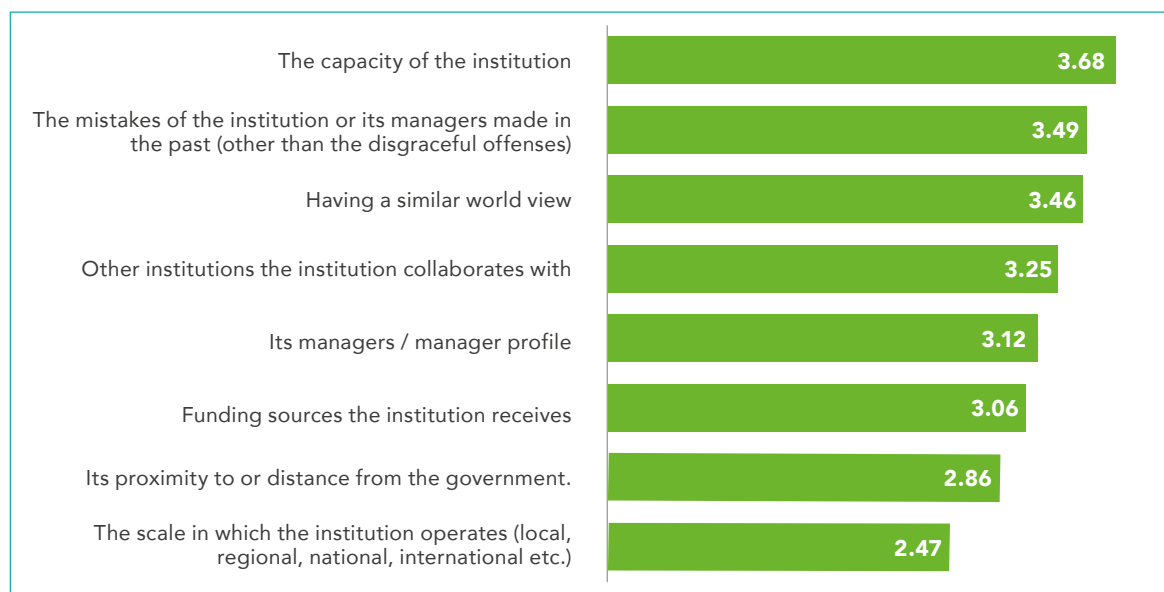 The capacity of the institution
3.68
The mistakes of the institution or its managers made in
the past (other than the disgraceful offenses)
3.49
Having a similar world view
3.46
Other institutions the institution collaborates with
3.25
Its managers / manager profile
3.12
Funding sources the institution receives
3.06
Its proximity to or distance from the government.
2.86
The scale in which the institution operates (local,
regional, national, international etc.)
2.47